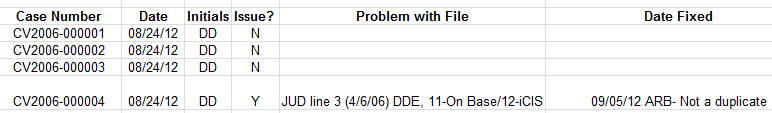 Case Number Date Initials Issue? Problem with File Date Fixed
CV2006-000001 08/24/12 DD N
CV2006-000002 08/24/12 DD N
CV2006-000003 08/24/12 DD N
CV2006-000004 08/24/12 DD Y JUD line 3 (4/6/06) DDE, 11-On Base/12-iCIS 09/05/12 ARB- Not a duplicate